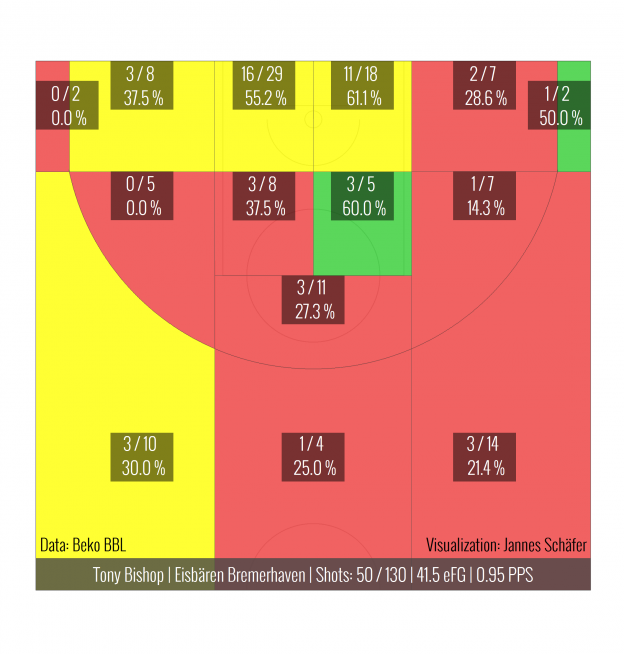 3 / 8
37.5 %
16 / 29
55.2 %
11 / 18
61.1 %
2 / 7
28.6 %
0 / 2
0.0 %
1 / 2
50.0 %
0 / 5
0.0 %
3 / 8
37.5 %
3 / 5
60.0 %
1 / 7
14.3 %
3 / 11
27.3 %
3 / 10
30.0 %
1 / 4
25.0 %
3 / 14
21.4 %
Data: Beko BBL
Visualization: Jannes Schäfer
Tony Bishop | Eisbären Bremerhaven | Shots: 50 / 130 | 41.5 eFG | 0.95 PPS